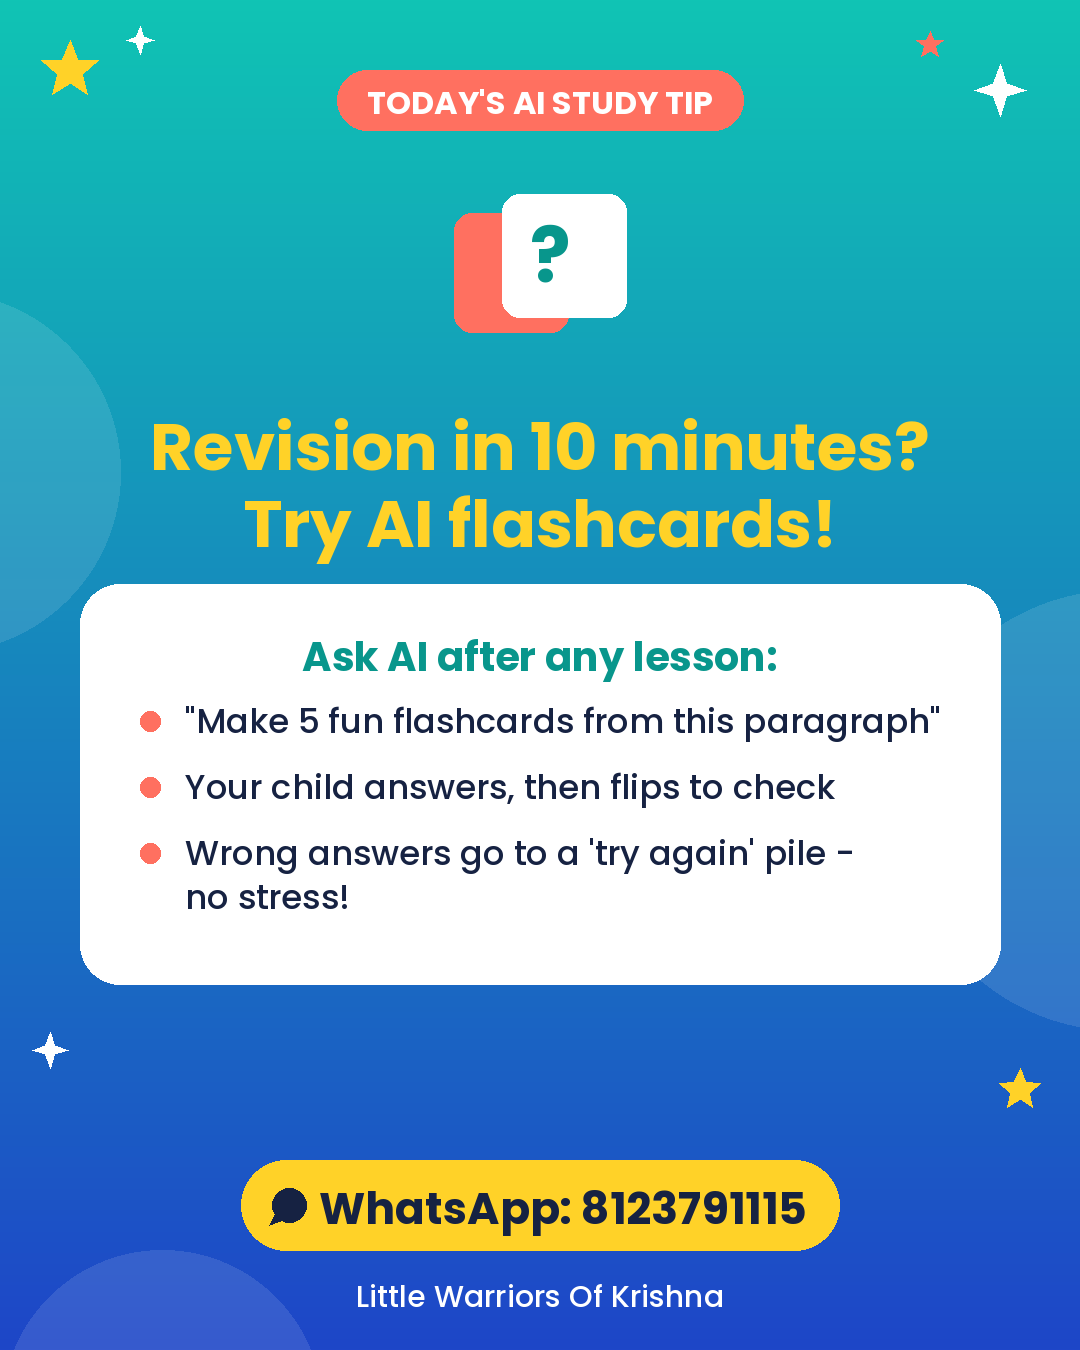 TODAY'S AI STUDY TIP
?
Revision in 10 minutes?
Try AI flashcards!
Ask AI after any lesson:
"Make 5 fun flashcards from this paragraph"
Your child answers, then flips to check
Wrong answers go to a 'try again' pile -
no stress!
WhatsApp: 8123791115
Little Warriors Of Krishna